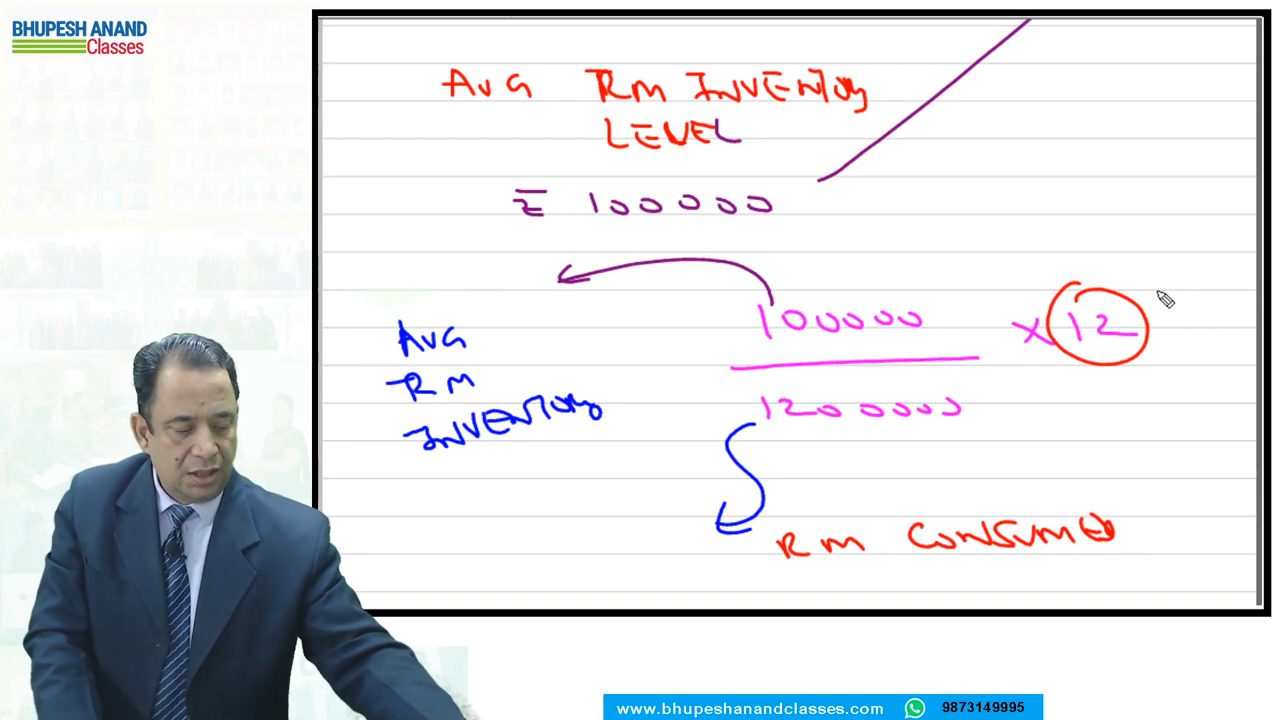 BHUPESH ANAND
Classes
AVG RM INVENTORY
LEVEL
₹ 100000
100000 × 12
1200000
AVG
RM
INVENTORY
RM CONSUMED
www.bhupeshanandclasses.com 9873149995